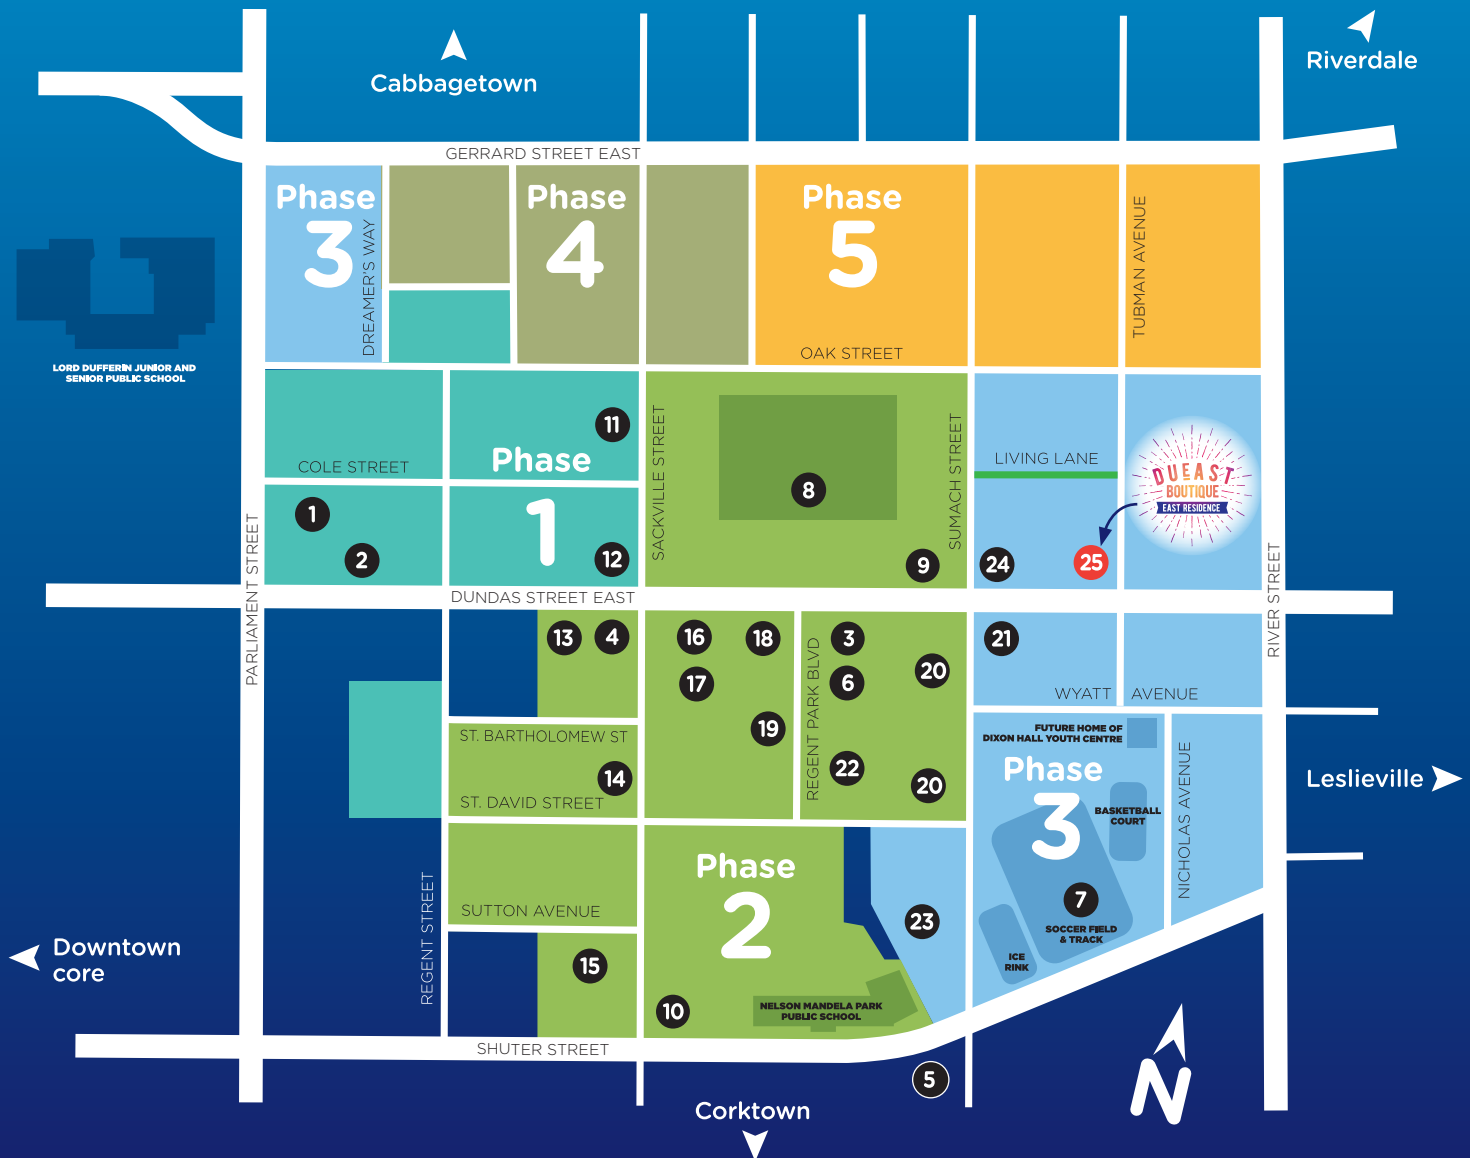 Cabbagetown
Riverdale
GERRARD STREET EAST
Phase
3
DREAMER'S WAY
Phase
4
Phase
5
TUBMAN AVENUE
OAK STREET
LORD DUFFERIN JUNIOR AND
SENIOR PUBLIC SCHOOL
11
COLE STREET
Phase
1
SACKVILLE STREET
8
SUMACH STREET
LIVING LANE
DUEAST
BOUTIQUE
EAST RESIDENCE
1
2
12
9
24
25
PARLIAMENT STREET
DUNDAS STREET EAST
RIVER STREET
13
4
16
18
17
19
REGENT PARK BLVD
3
6
20
21
WYATT AVENUE
ST. BARTHOLOMEW ST
14
ST. DAVID STREET
22
20
FUTURE HOME OF
DIXON HALL YOUTH CENTRE
Phase
3
BASKETBALL
COURT
NICHOLAS AVENUE
Leslieville
REGENT STREET
SUTTON AVENUE
Phase
2
23
7
SOCCER FIELD
& TRACK
ICE
RINK
Downtown
core
15
10
NELSON MANDELA PARK
PUBLIC SCHOOL
SHUTER STREET
5
N
Corktown